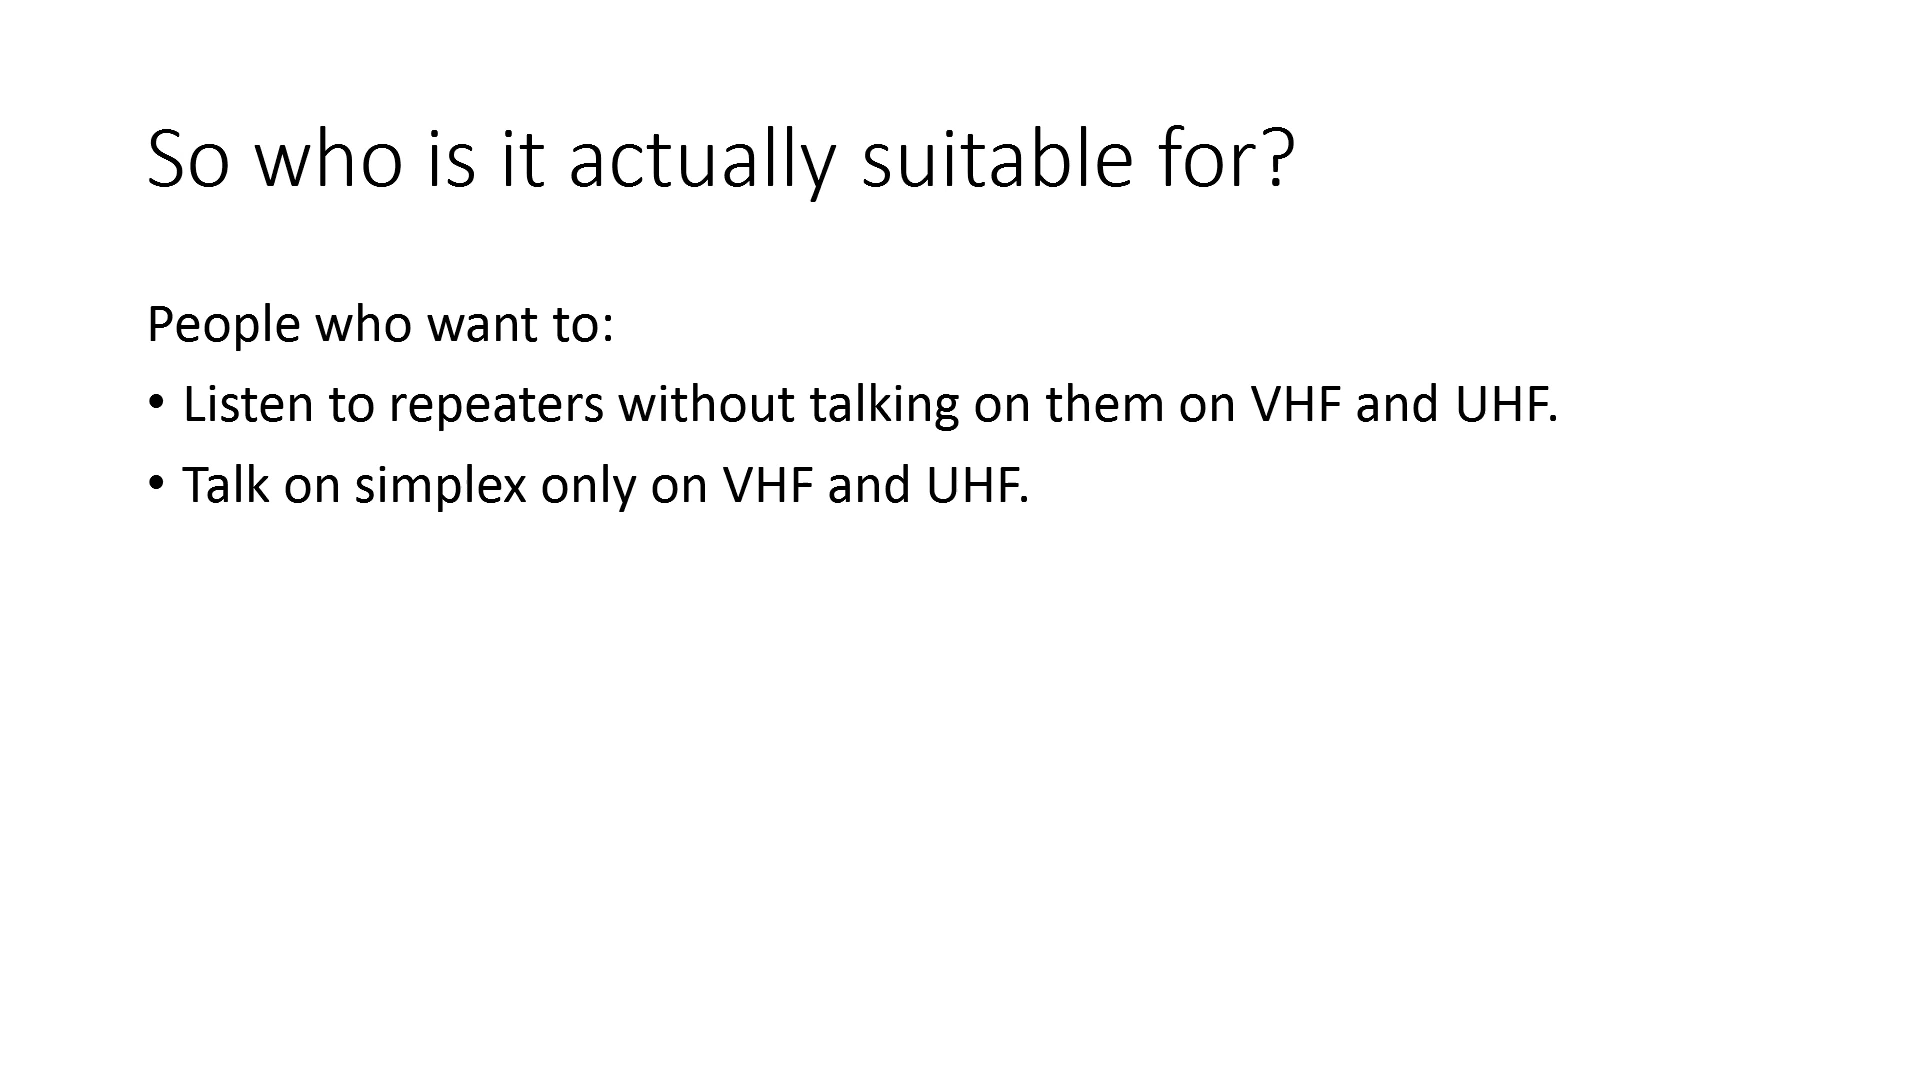 So who is it actually suitable for?
People who want to:
• Listen to repeaters without talking on them on VHF and UHF.
• Talk on simplex only on VHF and UHF.